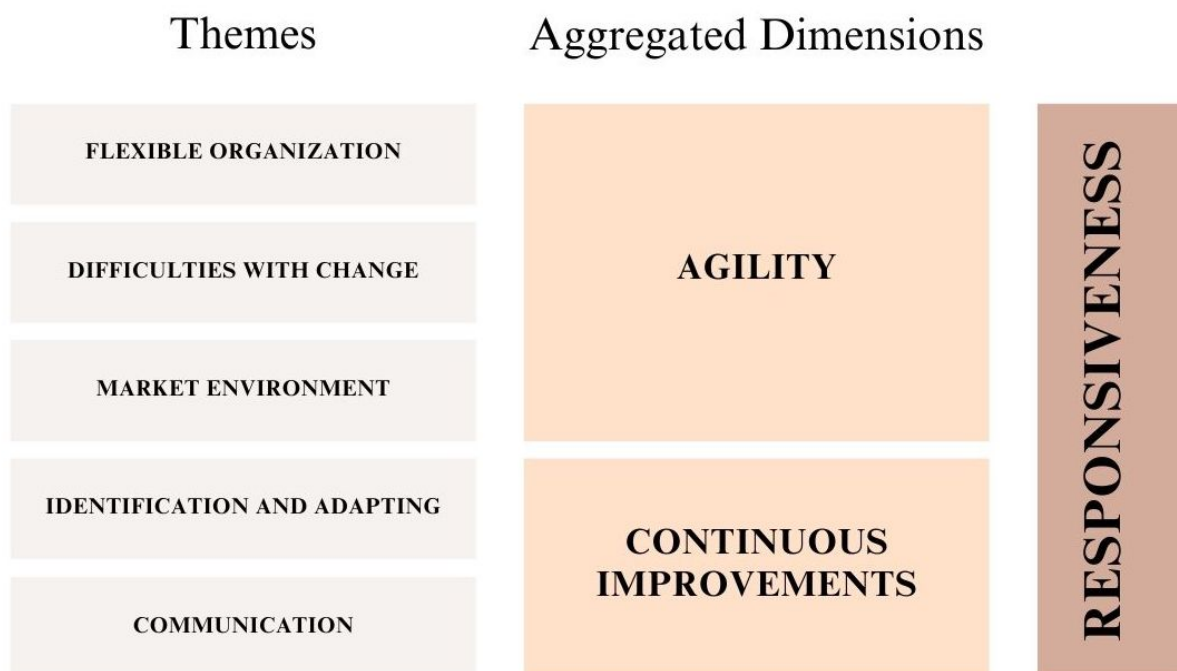 Themes
Aggregated Dimensions
FLEXIBLE ORGANIZATION
DIFFICULTIES WITH CHANGE
MARKET ENVIRONMENT
IDENTIFICATION AND ADAPTING
COMMUNICATION
AGILITY
CONTINUOUS
IMPROVEMENTS
RESPONSIVENESS